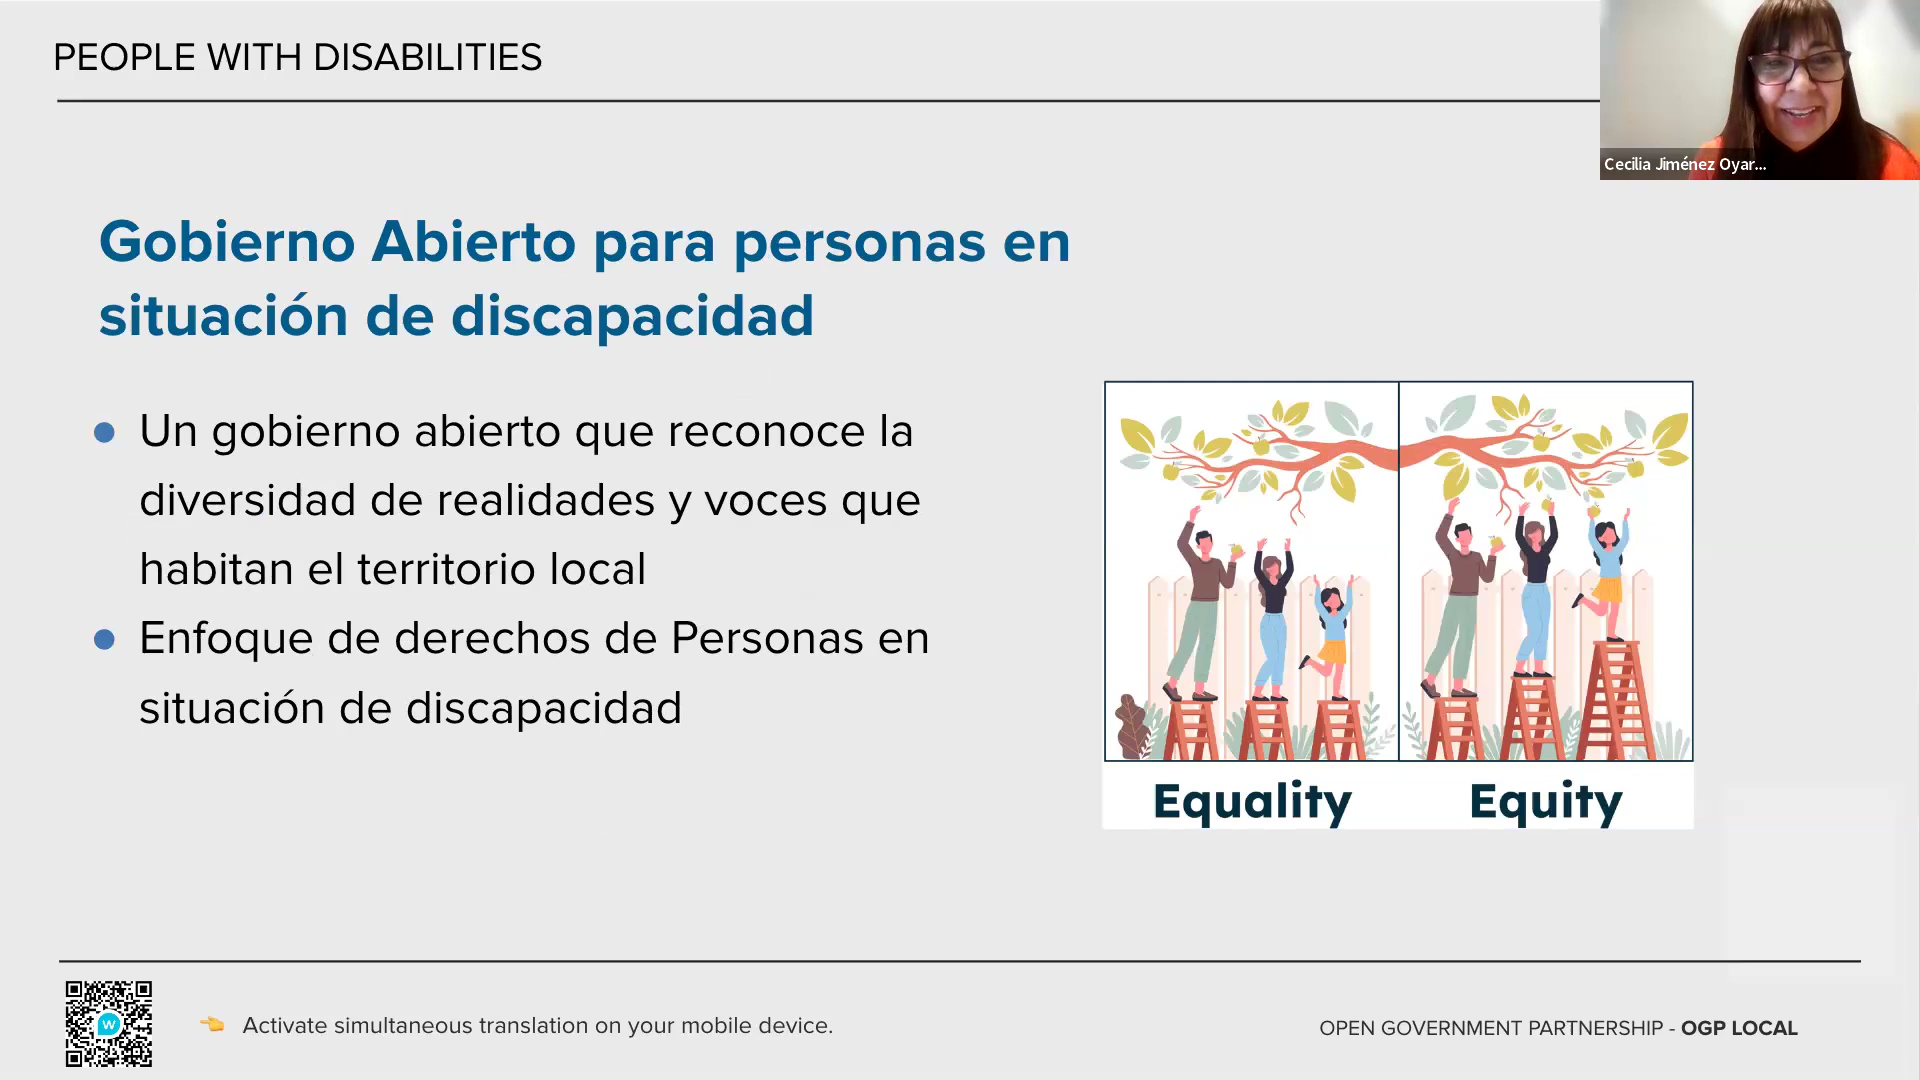 PEOPLE WITH DISABILITIES
Cecilia Jiménez Oyar...
Gobierno Abierto para personas en
situación de discapacidad
● Un gobierno abierto que reconoce la
diversidad de realidades y voces que
habitan el territorio local
● Enfoque de derechos de Personas en
situación de discapacidad
Equality
Equity
w
👈 Activate simultaneous translation on your mobile device.
OPEN GOVERNMENT PARTNERSHIP - OGP LOCAL